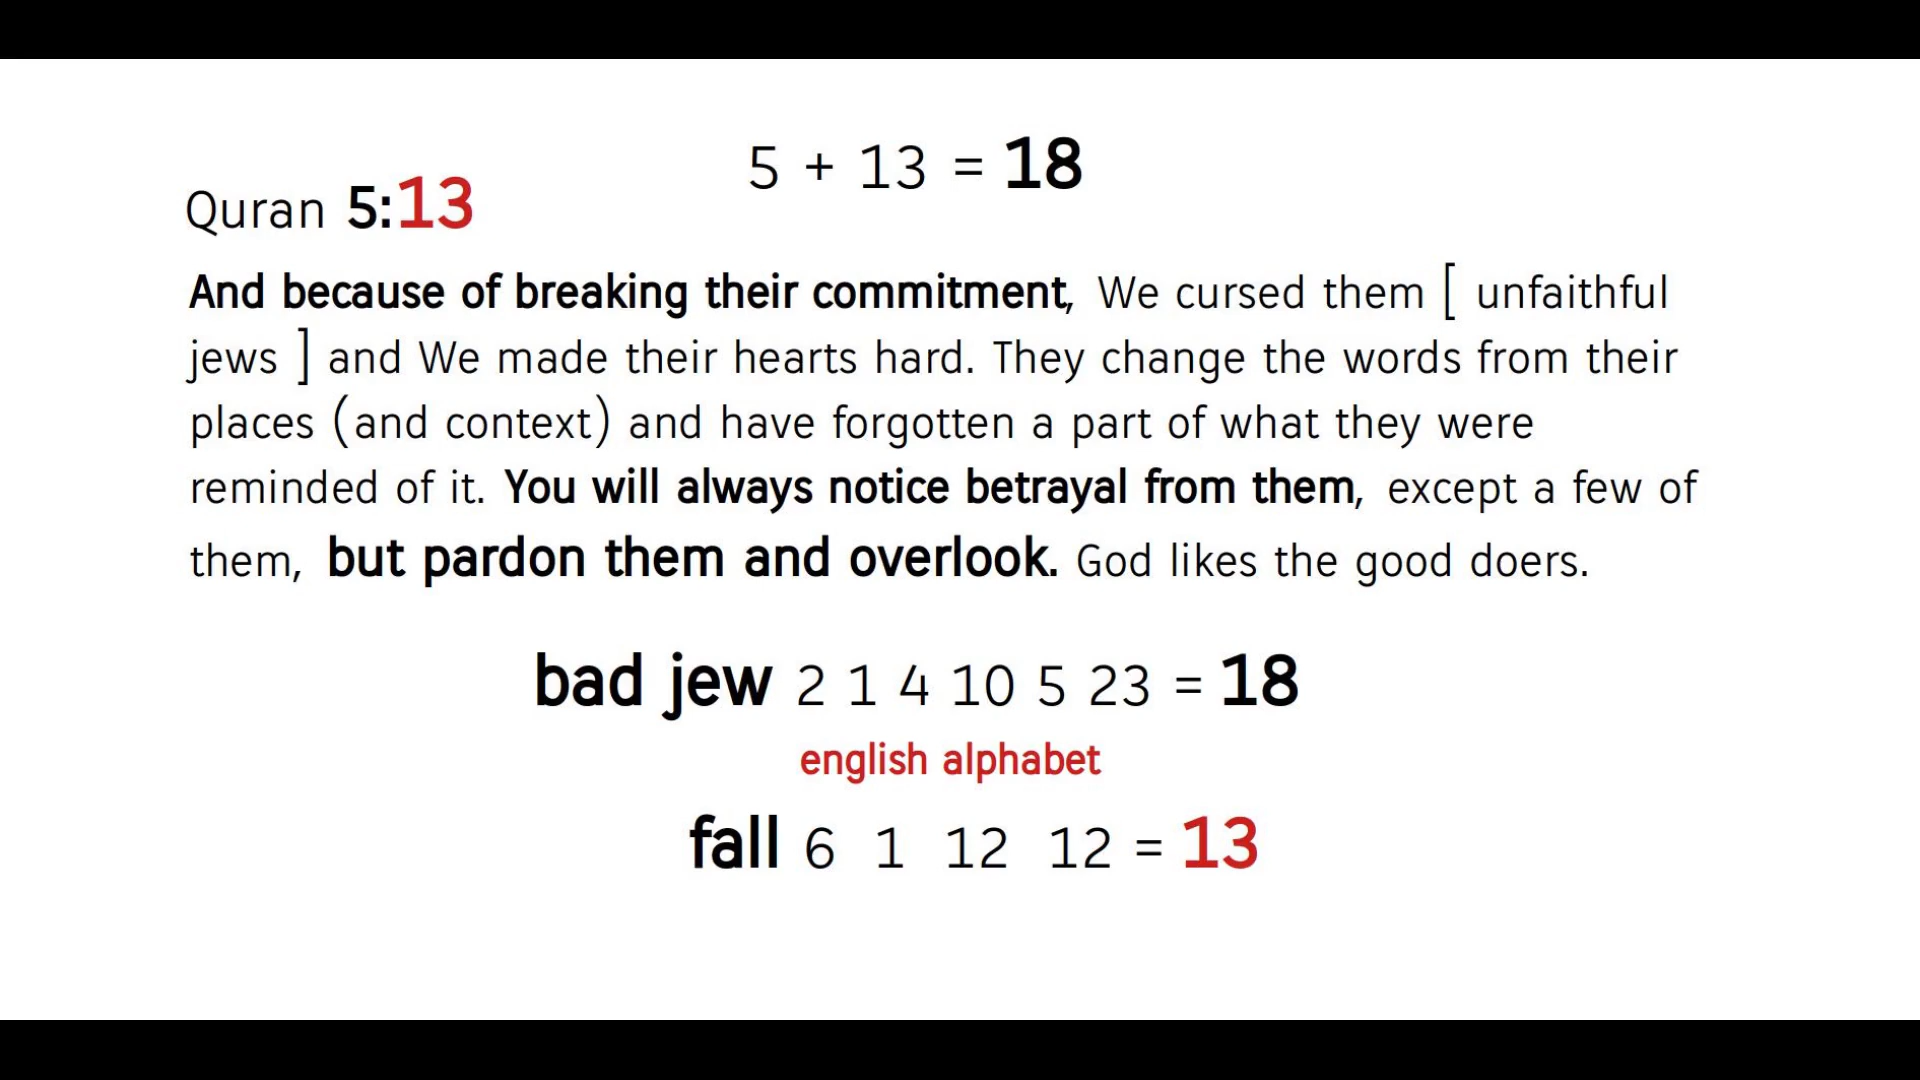 5 + 13 = 18
Quran 5:13
And because of breaking their commitment, We cursed them [ unfaithful
jews ] and We made their hearts hard. They change the words from their
places (and context) and have forgotten a part of what they were
reminded of it. You will always notice betrayal from them, except a few of
them, but pardon them and overlook. God likes the good doers.
bad jew 2 1 4 10 5 23 = 18
english alphabet
fall 6 1 12 12 = 13